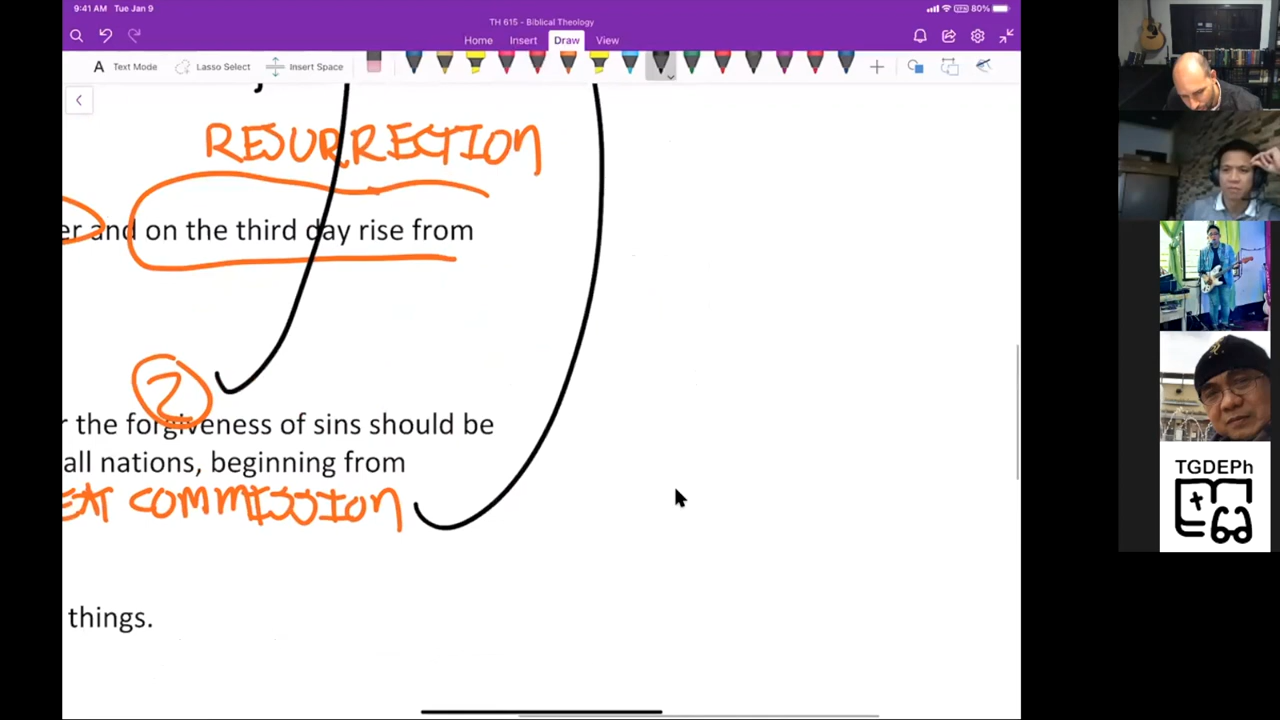 9:41 AM Tue Jan 9
80%
TH 615 - Biblical Theology
Home Insert Draw View
A Text Mode Lasso Select Insert Space
RESURRECTION
er and on the third day rise from
2
r the forgiveness of sins should be
all nations, beginning from
EAT COMMISSION
things.
TGDEPh